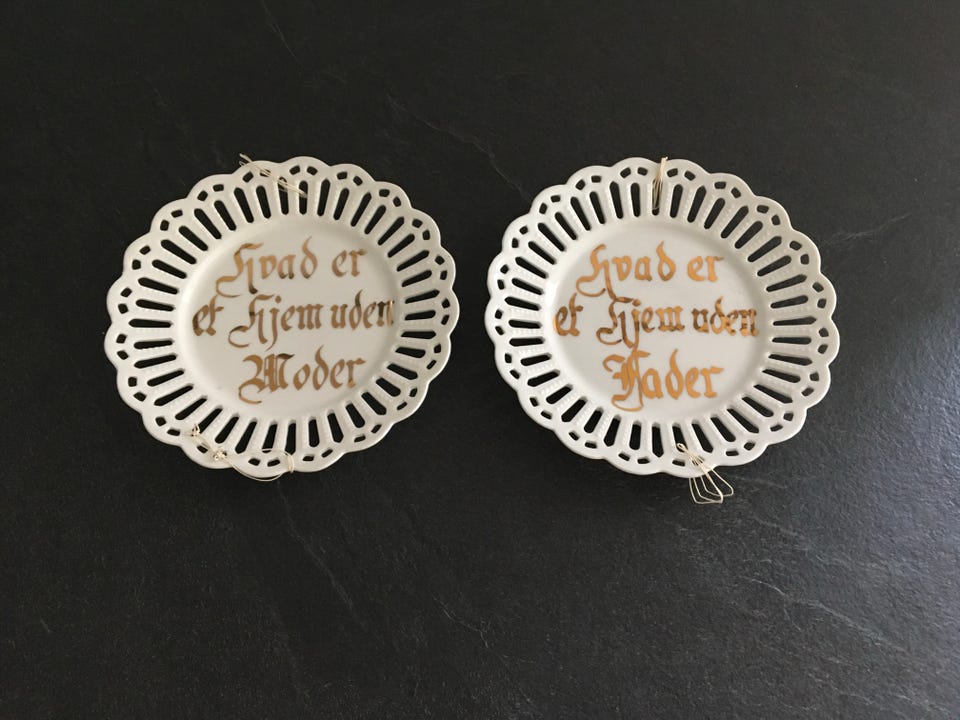 Hvad er
et Hjem uden
Moder
Hvad er
et Hjem uden
Fader